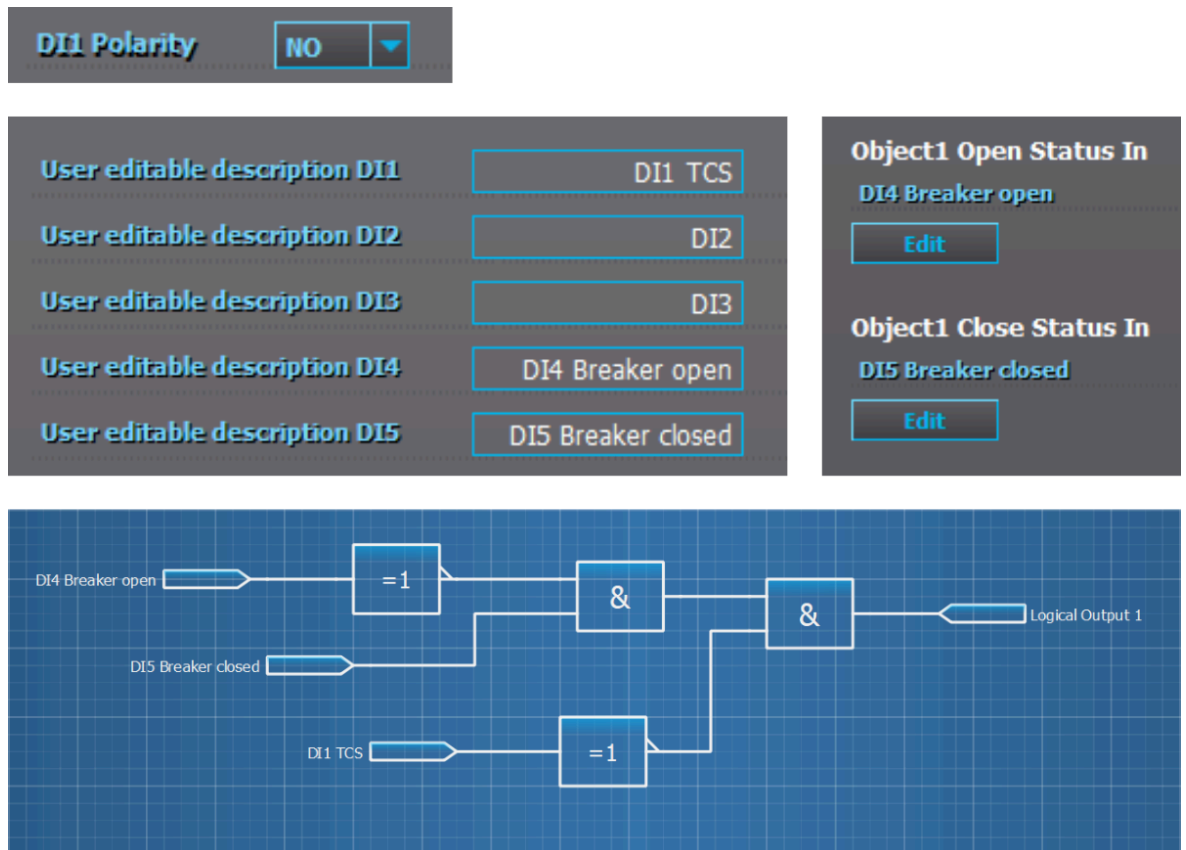 DI1 Polarity NO
User editable description DI1 DI1 TCS
User editable description DI2 DI2
User editable description DI3 DI3
User editable description DI4 DI4 Breaker open
User editable description DI5 DI5 Breaker closed
Object1 Open Status In
DI4 Breaker open
Edit
Object1 Close Status In
DI5 Breaker closed
Edit
DI4 Breaker open =1 & & Logical Output 1
DI5 Breaker closed
DI1 TCS =1